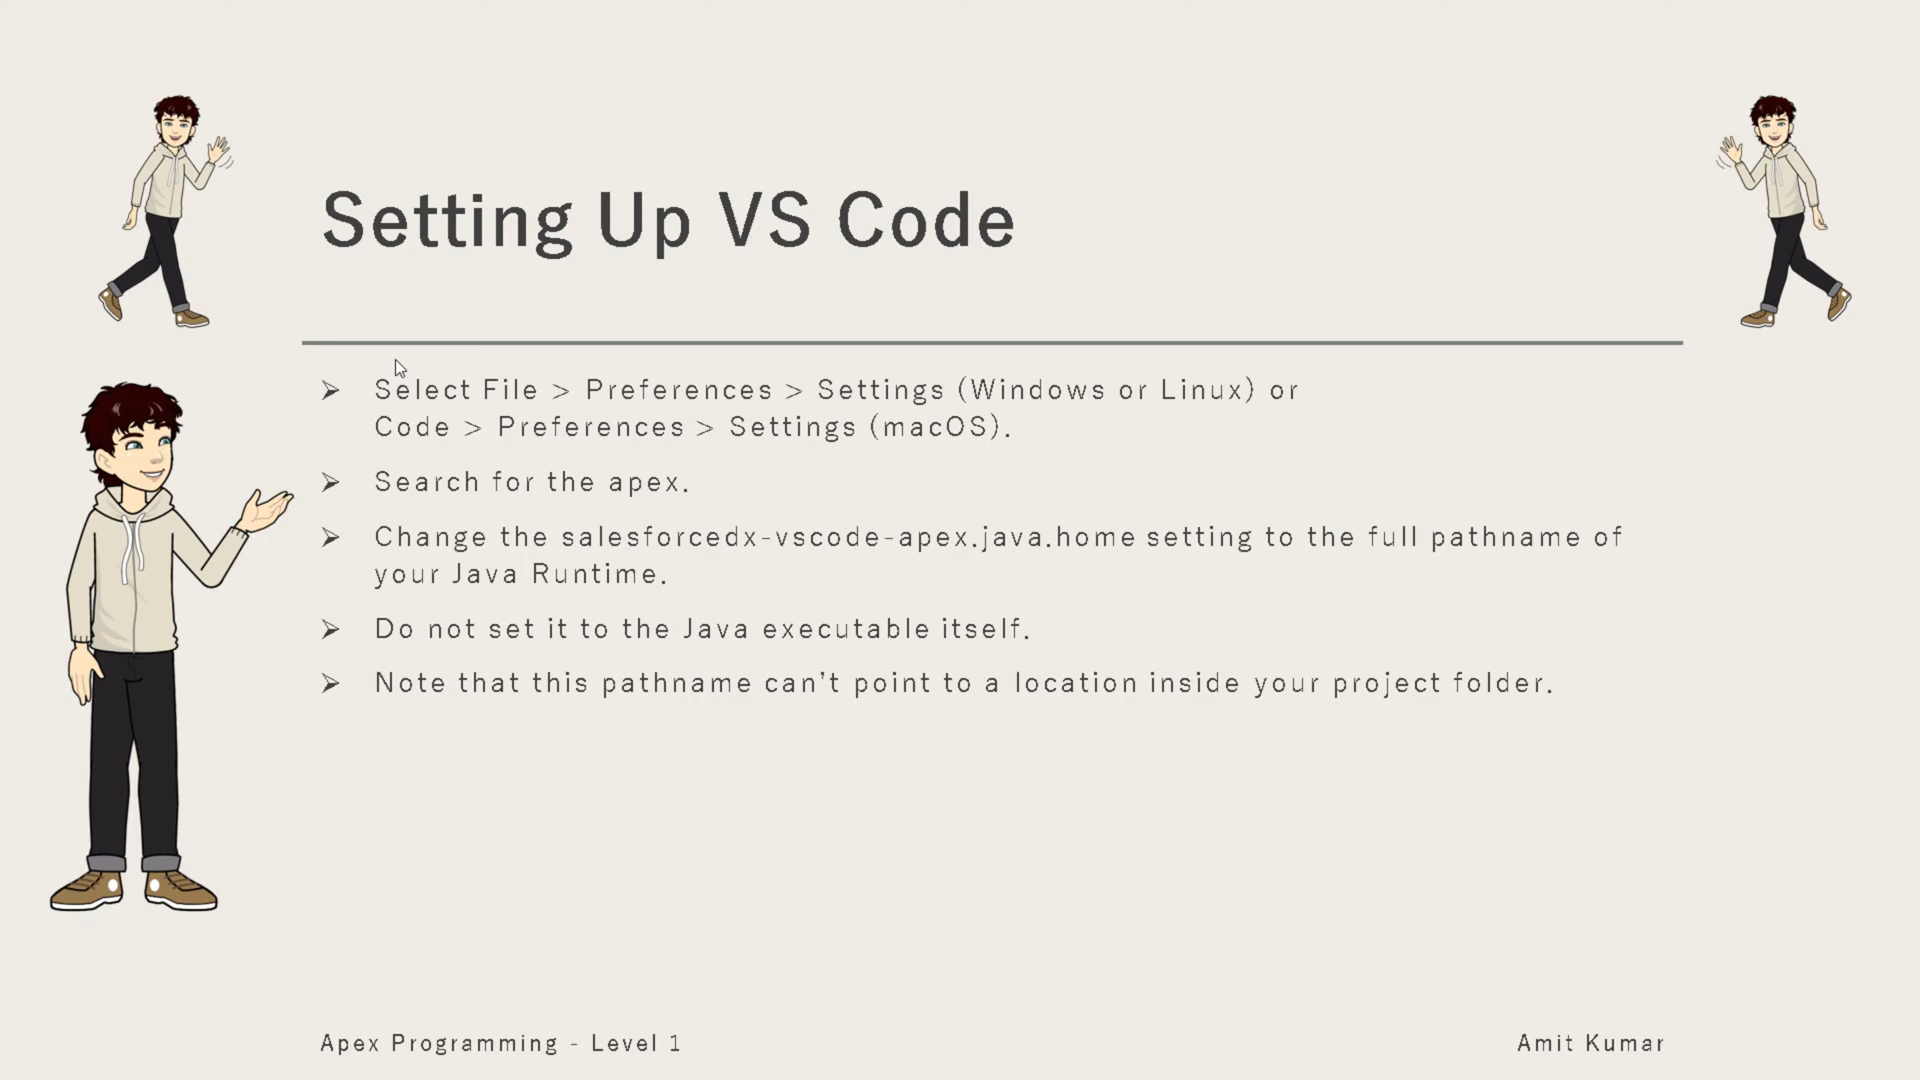 Setting Up VS Code
➢ Select File > Preferences > Settings (Windows or Linux) or
Code > Preferences > Settings (macOS).
➢ Search for the apex.
➢ Change the salesforcedx-vscode-apex.java.home setting to the full pathname of
your Java Runtime.
➢ Do not set it to the Java executable itself.
➢ Note that this pathname can't point to a location inside your project folder.
Apex Programming - Level 1
Amit Kumar